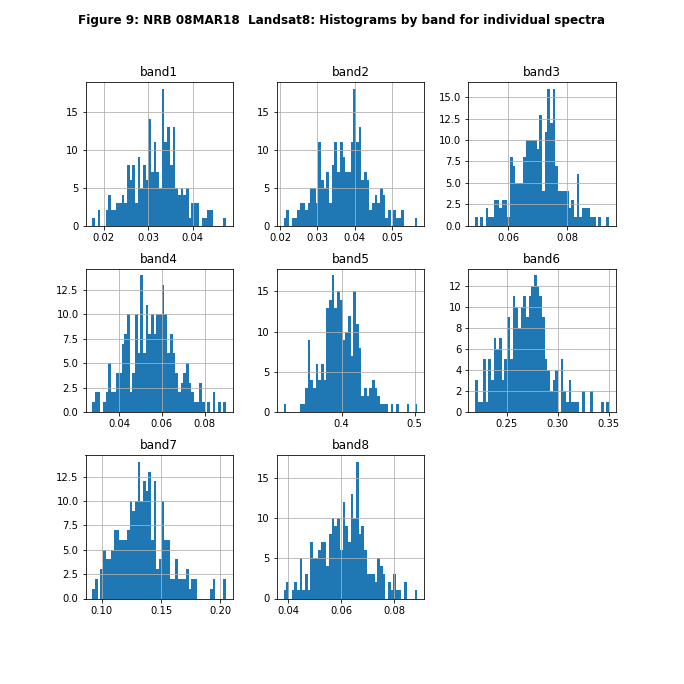 Figure 9: NRB 08MAR18  Landsat8: Histograms by band for individual spectra
band1
15
10
5
0
0.02 0.03 0.04
band2
15
10
5
0
0.02 0.03 0.04 0.05
band3
15.0
12.5
10.0
7.5
5.0
2.5
0.0
0.06 0.08
band4
12.5
10.0
7.5
5.0
2.5
0.0
0.04 0.06 0.08
band5
15
10
5
0
0.4 0.5
band6
12
10
8
6
4
2
0
0.25 0.30 0.35
band7
12.5
10.0
7.5
5.0
2.5
0.0
0.10 0.15 0.20
band8
15
10
5
0
0.04 0.06 0.08